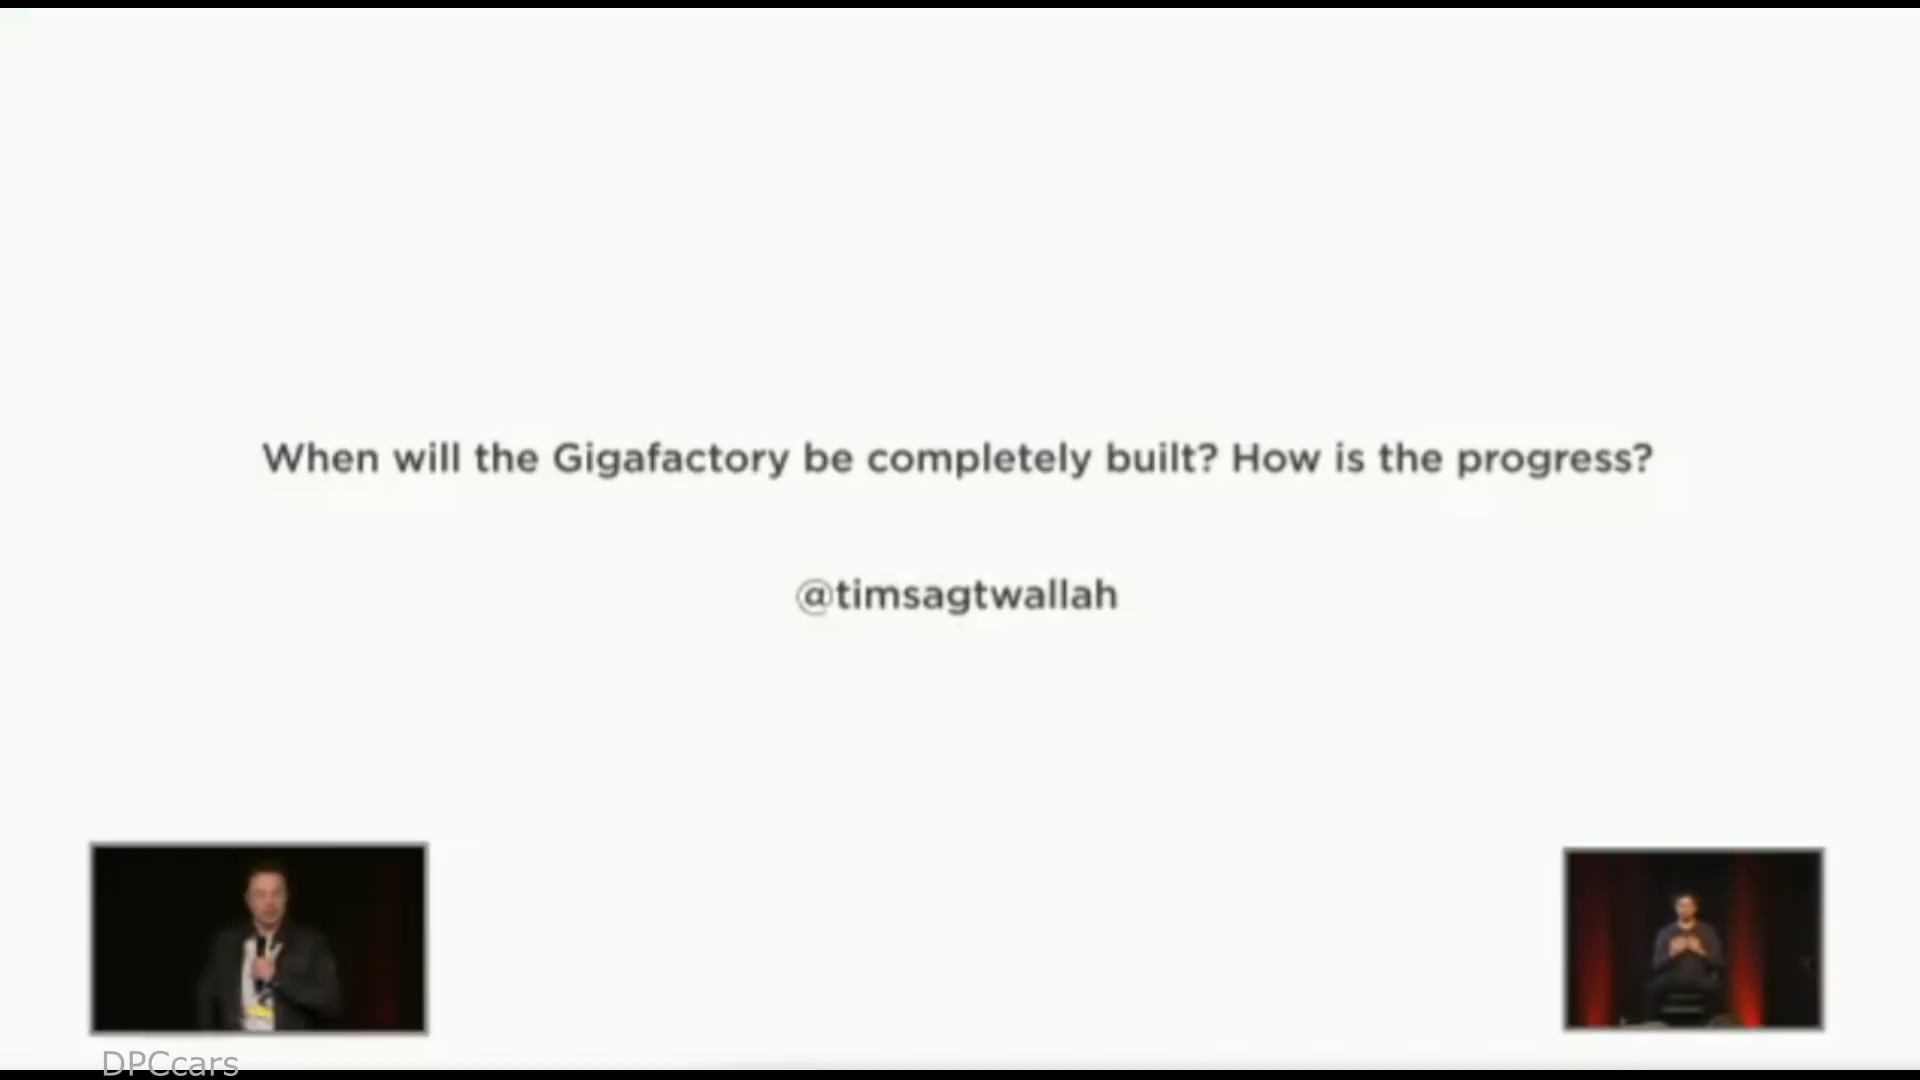 When will the Gigafactory be completely built? How is the progress?
@timsagtwallah
DPCcars